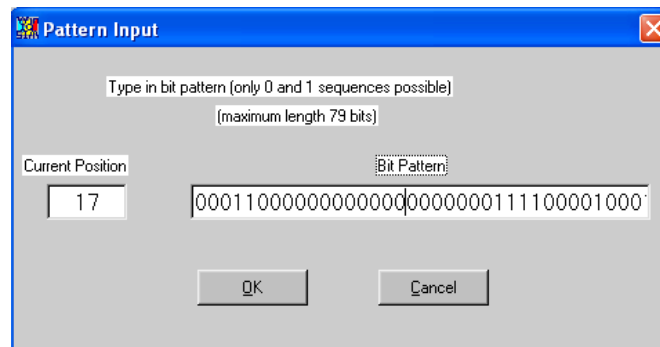 Pattern Input
Type in bit pattern (only 0 and 1 sequences possible)
(maximum length 79 bits)
Current Position
Bit Pattern
17
0001100000000000000000001111000010001
OK
Cancel